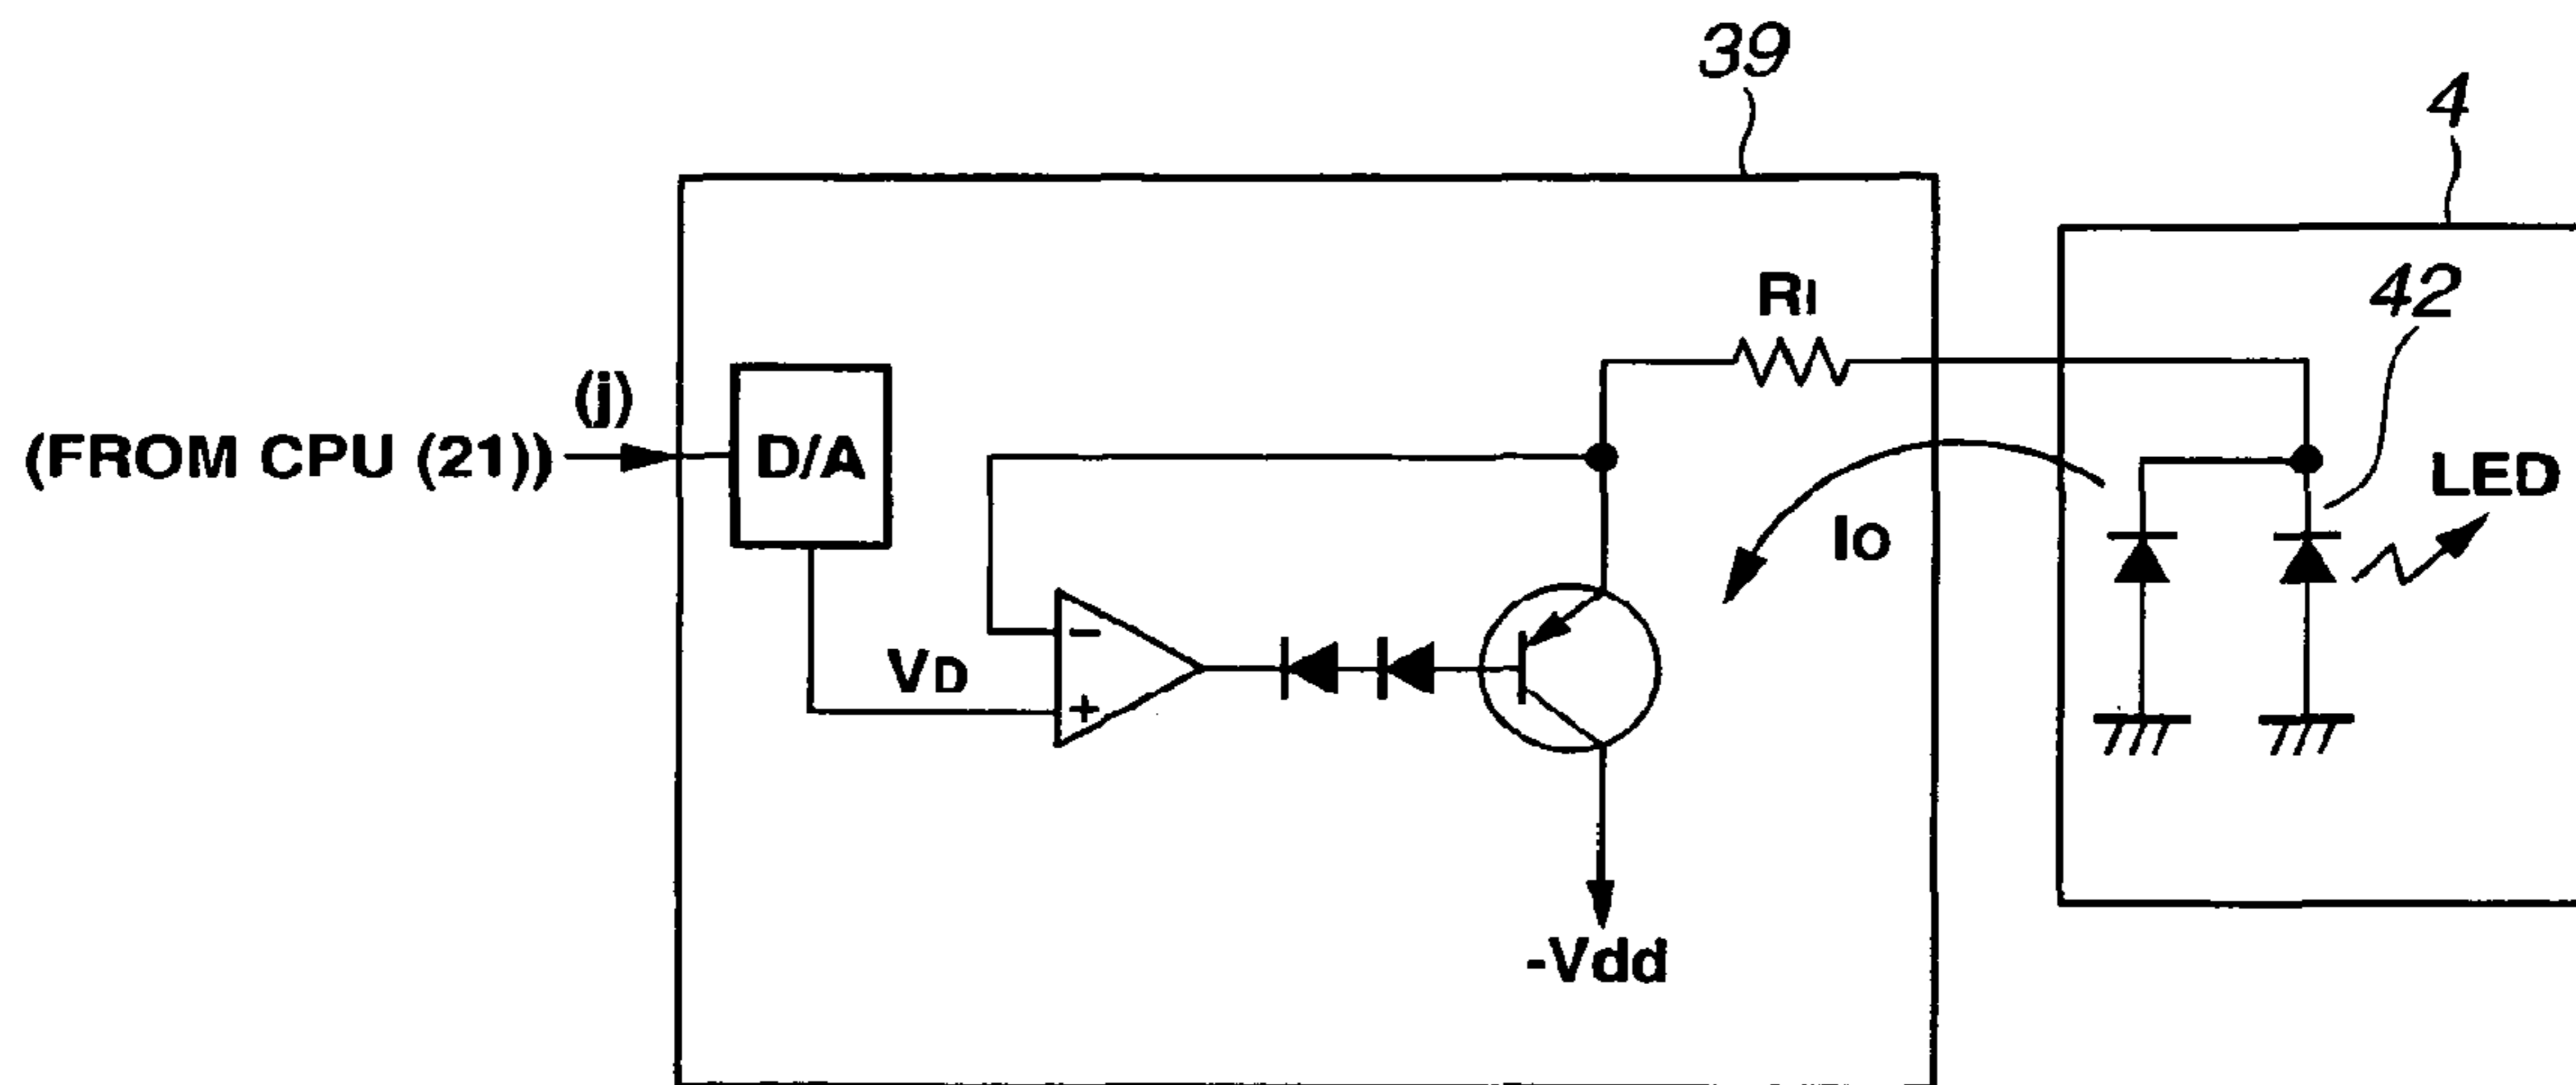 39
4
42
RI
(j)
(FROM CPU (21))
D/A
LED
IO
VD
-
+
-Vdd